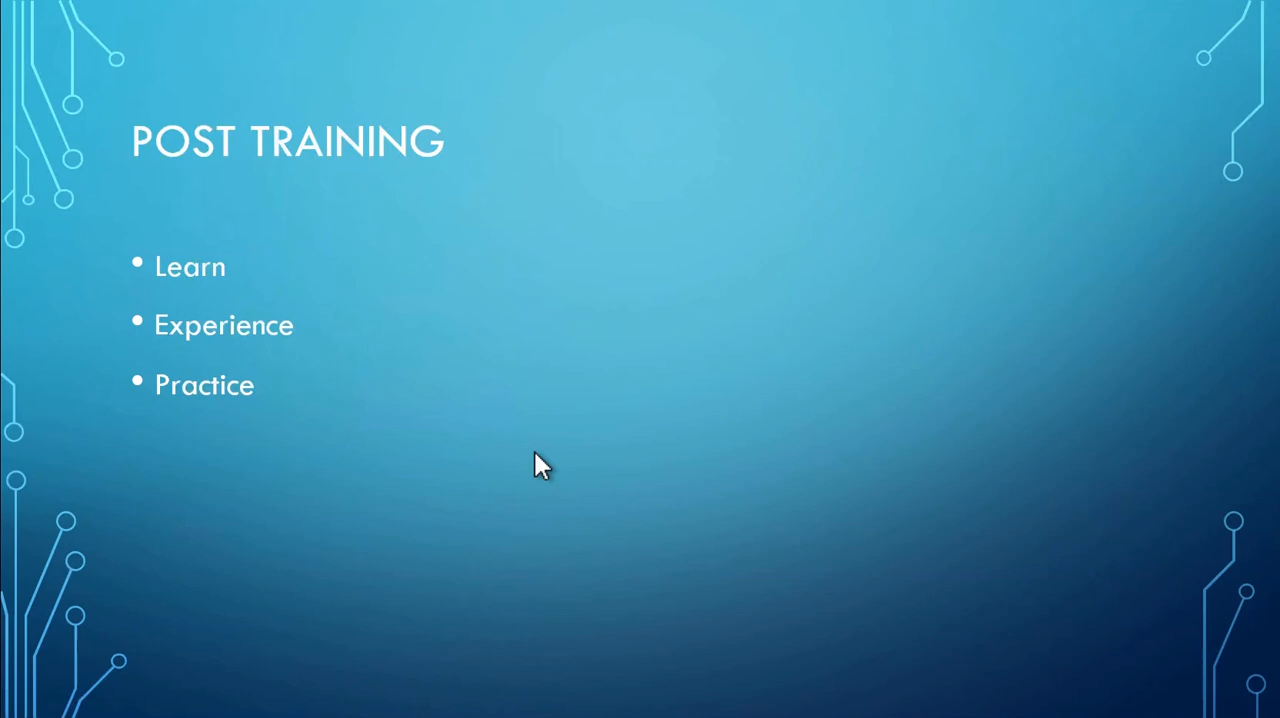 POST TRAINING
• Learn
• Experience
• Practice